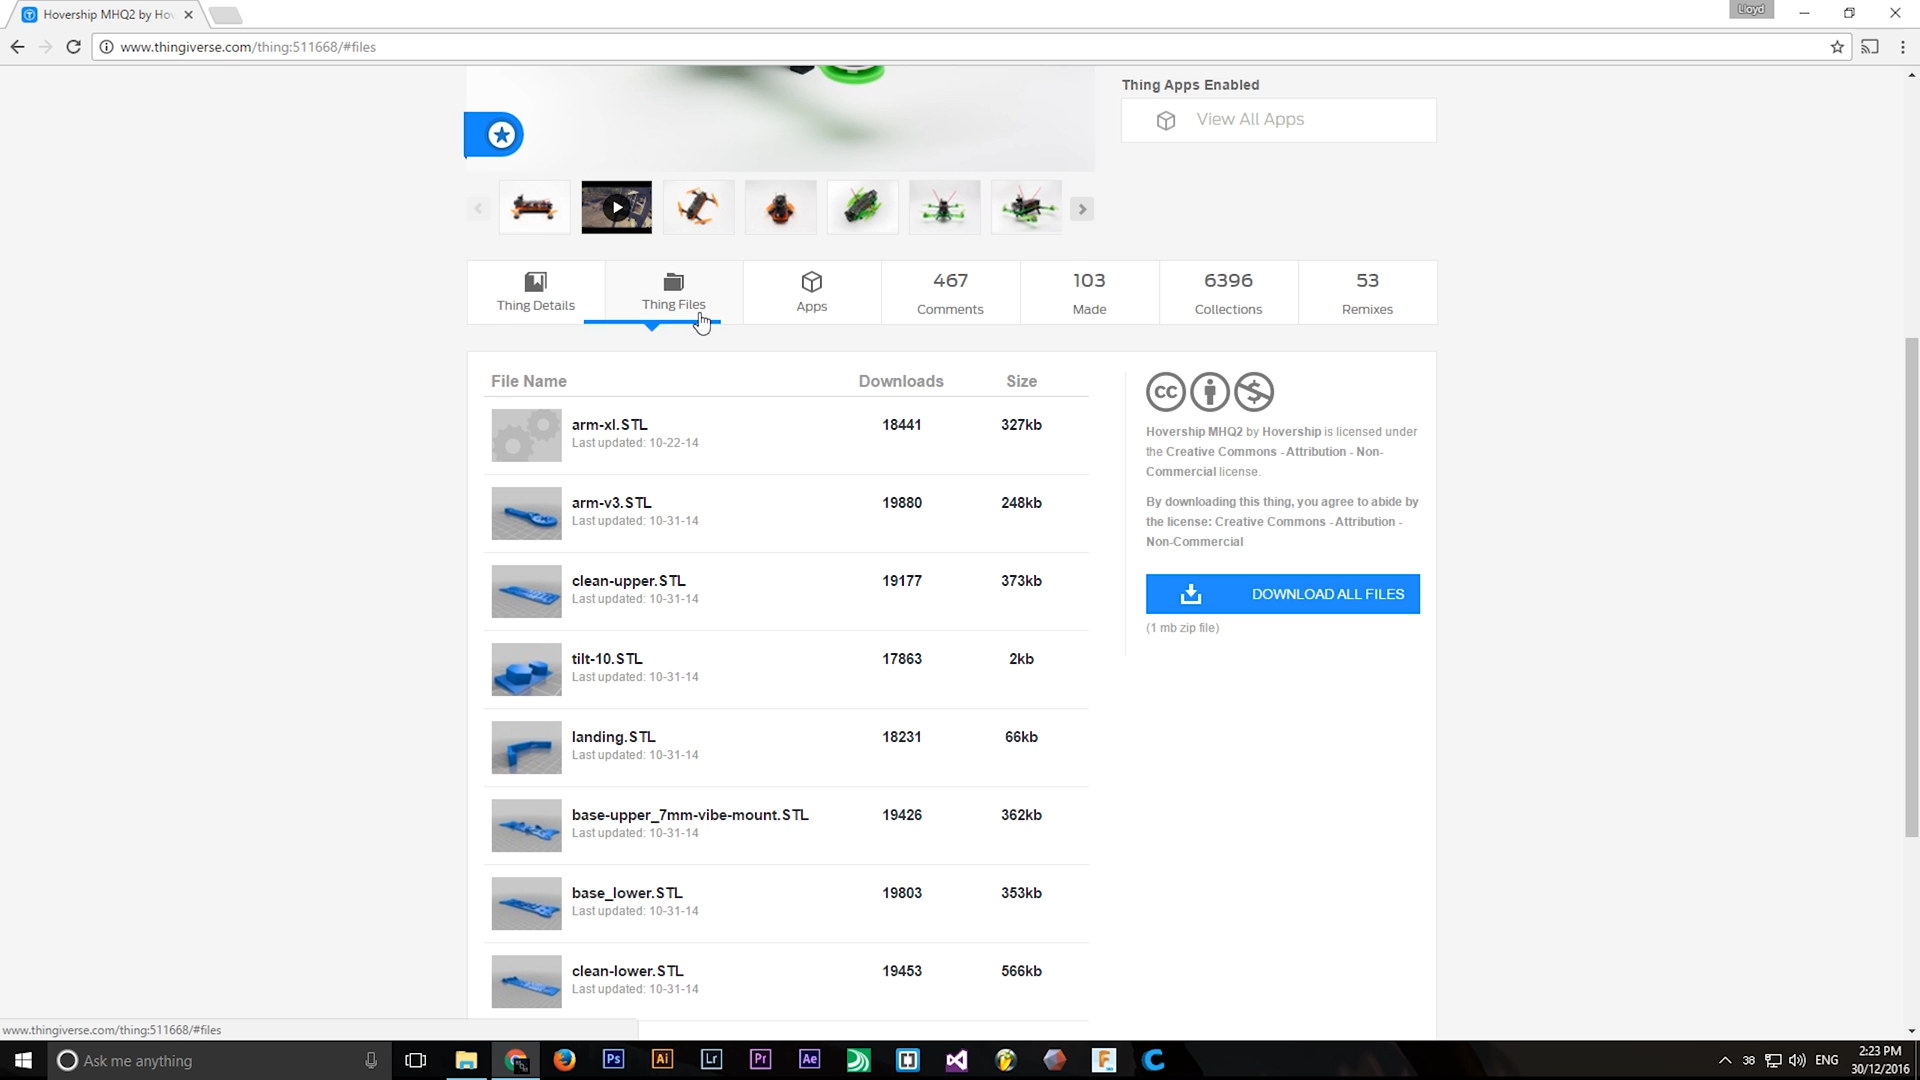 Hovership MHQ2 by Hov
Lloyd
www.thingiverse.com/thing:511668/#files
Thing Apps Enabled
View All Apps
Thing Details
Thing Files
Apps
467
Comments
103
Made
6396
Collections
53
Remixes
File Name Downloads Size
arm-xl.STL 18441 327kb
Last updated: 10-22-14
arm-v3.STL 19880 248kb
Last updated: 10-31-14
clean-upper.STL 19177 373kb
Last updated: 10-31-14
tilt-10.STL 17863 2kb
Last updated: 10-31-14
landing.STL 18231 66kb
Last updated: 10-31-14
base-upper_7mm-vibe-mount.STL 19426 362kb
Last updated: 10-31-14
base_lower.STL 19803 353kb
Last updated: 10-31-14
clean-lower.STL 19453 566kb
Last updated: 10-31-14
cc
Hovership MHQ2 by Hovership is licensed under
the Creative Commons - Attribution - Non-
Commercial license.
By downloading this thing, you agree to abide by
the license: Creative Commons - Attribution -
Non-Commercial
DOWNLOAD ALL FILES
(1 mb zip file)
www.thingiverse.com/thing:511668/#files
Ask me anything
Ps
Ai
Lr
Pr
Ae
38
ENG
2:23 PM
30/12/2016